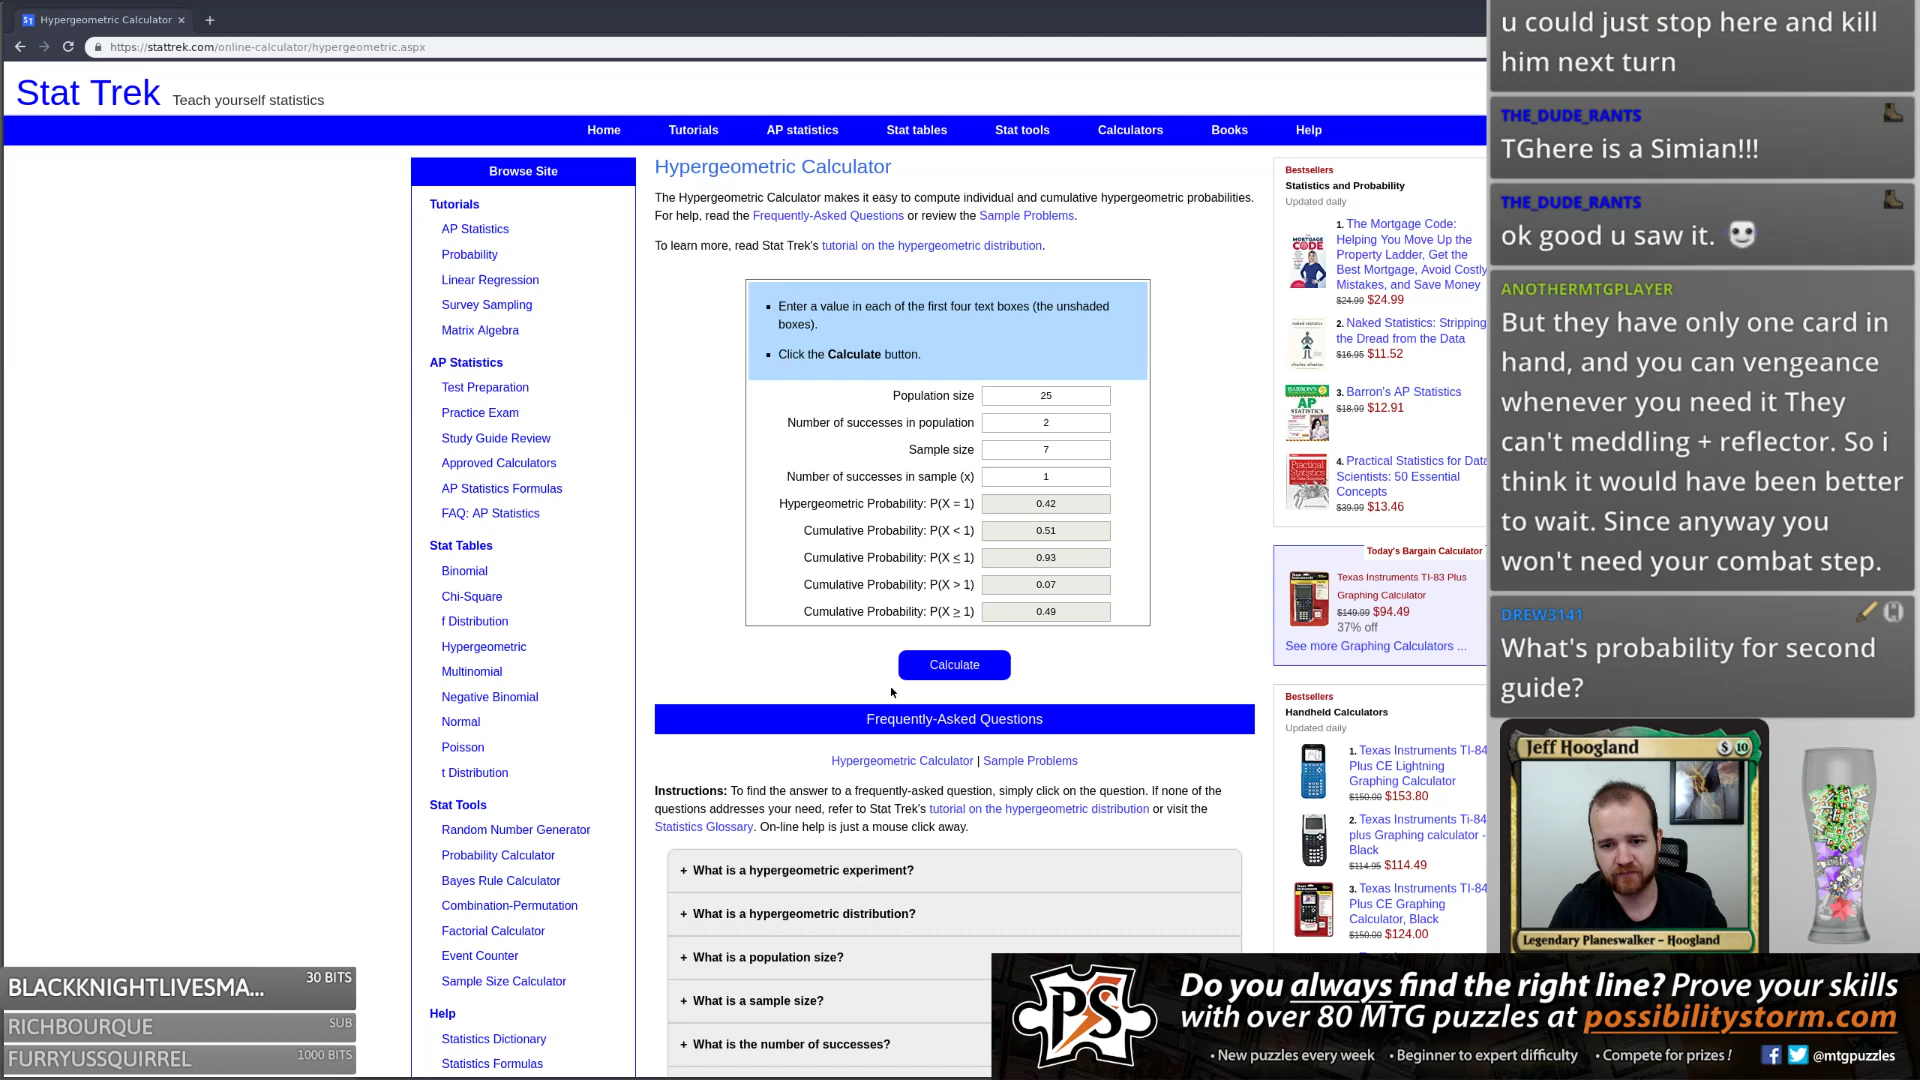 Hypergeometric Calculator
https://stattrek.com/online-calculator/hypergeometric.aspx
Stat Trek Teach yourself statistics
Home Tutorials AP statistics Stat tables Stat tools Calculators Books Help
Browse Site
Tutorials
AP Statistics
Probability
Linear Regression
Survey Sampling
Matrix Algebra
AP Statistics
Test Preparation
Practice Exam
Study Guide Review
Approved Calculators
AP Statistics Formulas
FAQ: AP Statistics
Stat Tables
Binomial
Chi-Square
f Distribution
Hypergeometric
Multinomial
Negative Binomial
Normal
Poisson
t Distribution
Stat Tools
Random Number Generator
Probability Calculator
Bayes Rule Calculator
Combination-Permutation
Factorial Calculator
Event Counter
Sample Size Calculator
Help
Statistics Dictionary
Statistics Formulas
Hypergeometric Calculator
The Hypergeometric Calculator makes it easy to compute individual and cumulative hypergeometric probabilities.
For help, read the Frequently-Asked Questions or review the Sample Problems.
To learn more, read Stat Trek's tutorial on the hypergeometric distribution.
▪ Enter a value in each of the first four text boxes (the unshaded
boxes).
▪ Click the Calculate button.
Population size 25
Number of successes in population 2
Sample size 7
Number of successes in sample (x) 1
Hypergeometric Probability: P(X = 1) 0.42
Cumulative Probability: P(X < 1) 0.51
Cumulative Probability: P(X ≤ 1) 0.93
Cumulative Probability: P(X > 1) 0.07
Cumulative Probability: P(X ≥ 1) 0.49
Calculate
Frequently-Asked Questions
Hypergeometric Calculator | Sample Problems
Instructions: To find the answer to a frequently-asked question, simply click on the question. If none of the
questions addresses your need, refer to Stat Trek's tutorial on the hypergeometric distribution or visit the
Statistics Glossary. On-line help is just a mouse click away.
+ What is a hypergeometric experiment?
+ What is a hypergeometric distribution?
+ What is a population size?
+ What is a sample size?
+ What is the number of successes?
Bestsellers
Statistics and Probability
Updated daily
1. The Mortgage Code:
Helping You Move Up the
Property Ladder, Get the
Best Mortgage, Avoid Costly
Mistakes, and Save Money
$24.99 $24.99
2. Naked Statistics: Stripping
the Dread from the Data
$16.95 $11.52
3. Barron's AP Statistics
$18.99 $12.91
4. Practical Statistics for Data
Scientists: 50 Essential
Concepts
$39.99 $13.46
Today's Bargain Calculator
Texas Instruments TI-83 Plus
Graphing Calculator
$149.99 $94.49
37% off
See more Graphing Calculators ...
Bestsellers
Handheld Calculators
Updated daily
1. Texas Instruments TI-84
Plus CE Lightning
Graphing Calculator
$150.00 $153.80
2. Texas Instruments Ti-84
plus Graphing calculator -
Black
$114.95 $114.49
3. Texas Instruments TI-84
Plus CE Graphing
Calculator, Black
$150.00 $124.00
u could just stop here and kill
him next turn
THE_DUDE_RANTS
TGhere is a Simian!!!
THE_DUDE_RANTS
ok good u saw it.
ANOTHERMTGPLAYER
But they have only one card in
hand, and you can vengeance
whenever you need it They
can't meddling + reflector. So i
think it would have been better
to wait. Since anyway you
won't need your combat step.
DREW3141
What's probability for second
guide?
Jeff Hoogland $ 10
Legendary Planeswalker - Hoogland
BLACKKNIGHTLIVESMA... 30 BITS
RICHBOURQUE SUB
FURRYUSSQUIRREL 1000 BITS
PS
Do you always find the right line? Prove your skills
with over 80 MTG puzzles at possibilitystorm.com
• New puzzles every week • Beginner to expert difficulty • Compete for prizes ! @mtgpuzzles